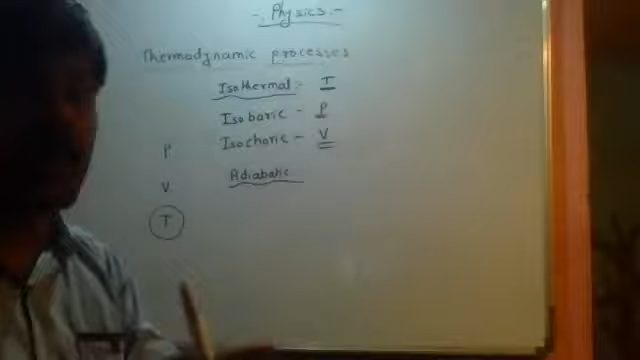 -: Physics :-
Thermodynamic processes
Isothermal :- T
Isobaric - P
Isochoric - V
Adiabatic
P
V
T